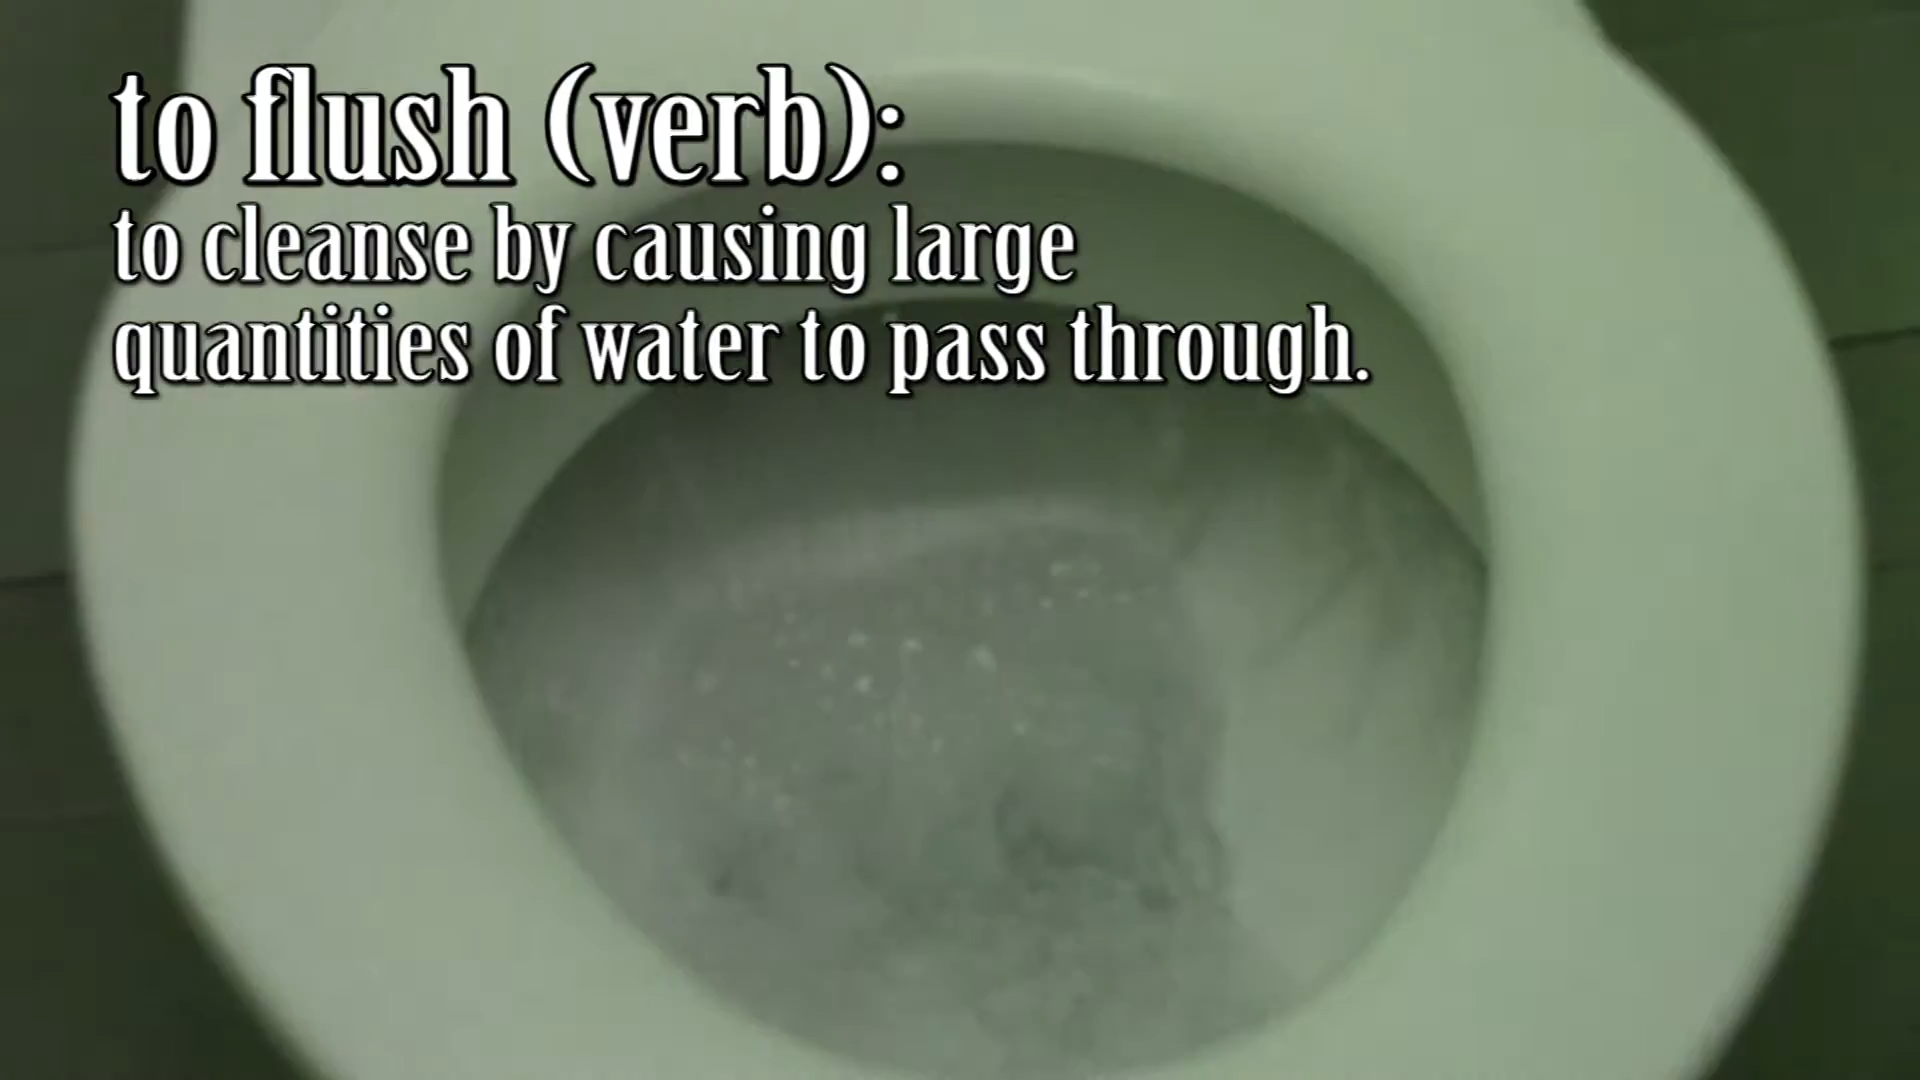 to flush (verb):
to cleanse by causing large
quantities of water to pass through.